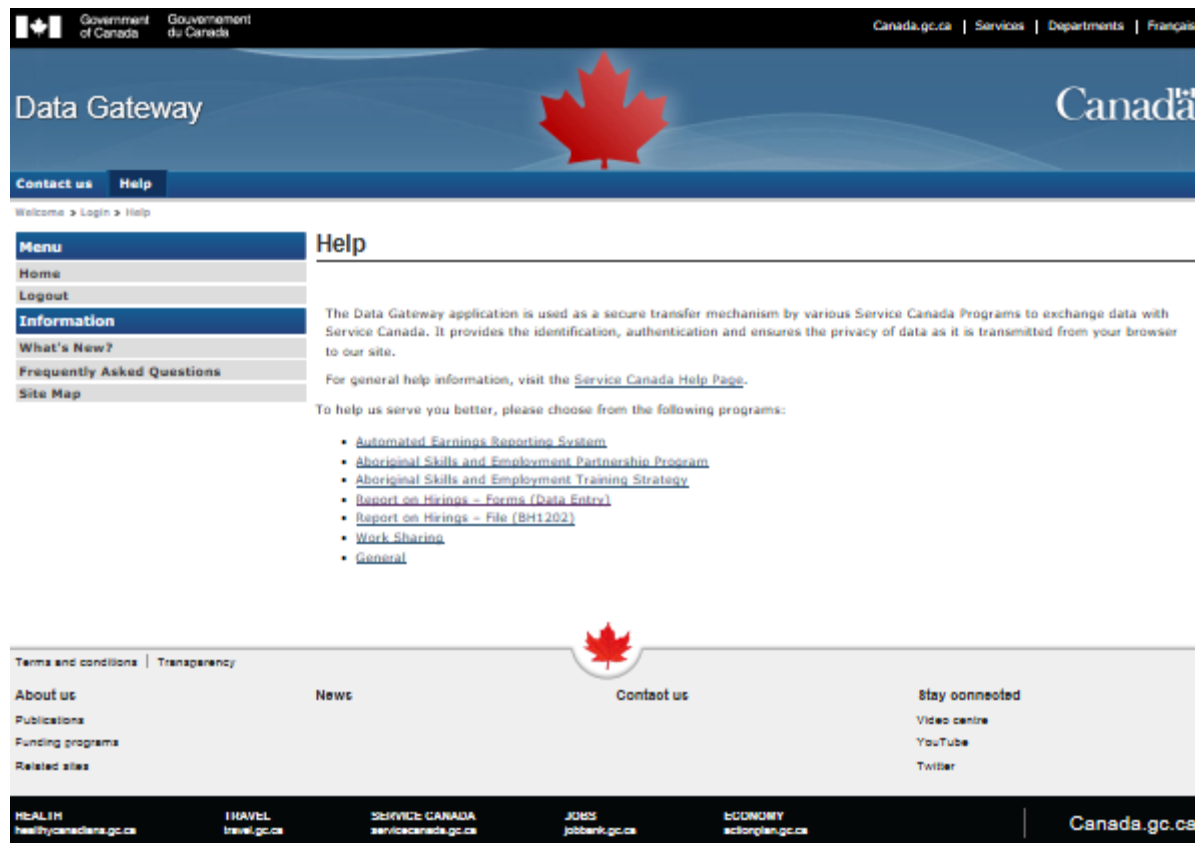 Government of Canada
Gouvernement du Canada
Canada.gc.ca | Services | Departments | Français
Data Gateway
Canada
Contact us
Help
Welcome > Login > Help
Menu
Home
Logout
Information
What's New?
Frequently Asked Questions
Site Map
Help
The Data Gateway application is used as a secure transfer mechanism by various Service Canada Programs to exchange data with
Service Canada. It provides the identification, authentication and ensures the privacy of data as it is transmitted from your browser
to our site.
For general help information, visit the Service Canada Help Page.
To help us serve you better, please choose from the following programs:
• Automated Earnings Reporting System
• Aboriginal Skills and Employment Partnership Program
• Aboriginal Skills and Employment Training Strategy
• Report on Hirings – Forms (Data Entry)
• Report on Hirings – File (BH1202)
• Work Sharing
• General
Terms and conditions | Transparency
About us
Publications
Funding programs
Related sites
News
Contact us
Stay connected
Video centre
YouTube
Twitter
HEALTH
healthycanadians.gc.ca
TRAVEL
travel.gc.ca
SERVICE CANADA
servicecanada.gc.ca
JOBS
jobbank.gc.ca
ECONOMY
actionplan.gc.ca
Canada.gc.ca